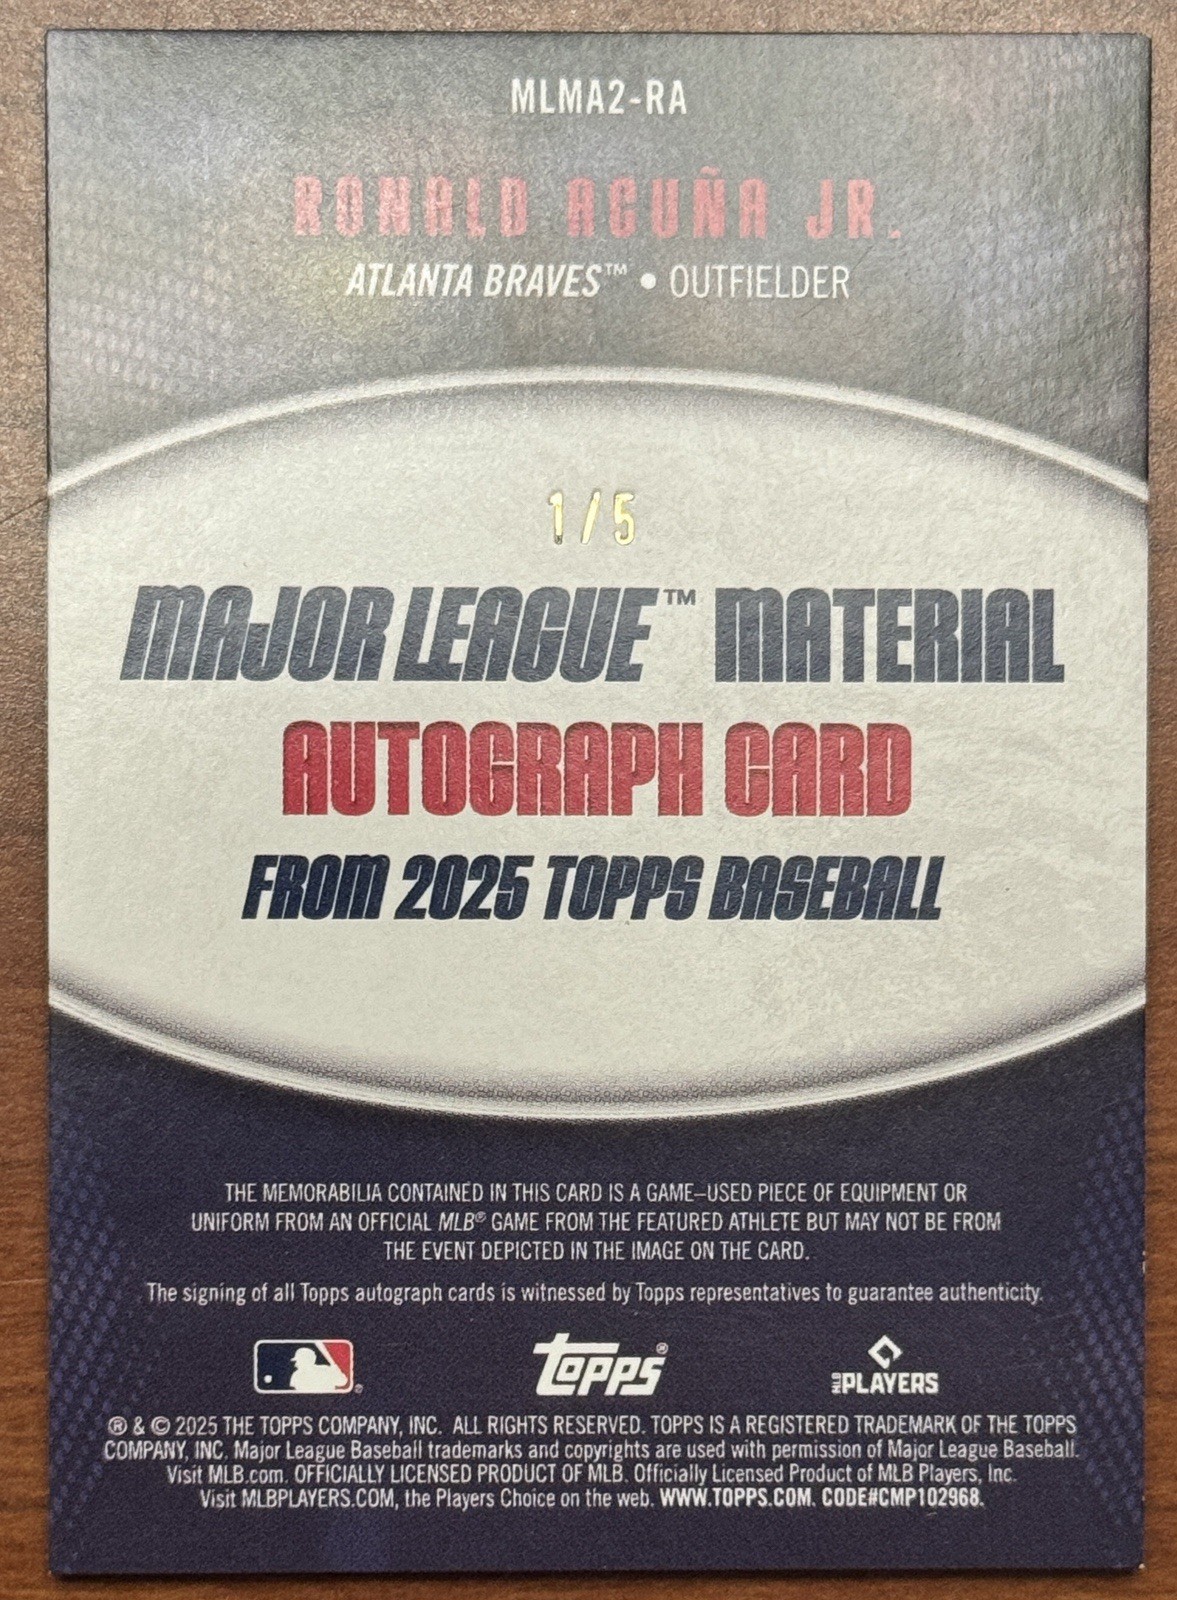 MLMA2-RA
RONALD ACUÑA JR.
ATLANTA BRAVES™ • OUTFIELDER
1/5
MAJOR LEAGUE™ MATERIAL
AUTOGRAPH CARD
FROM 2025 TOPPS BASEBALL
THE MEMORABILIA CONTAINED IN THIS CARD IS A GAME–USED PIECE OF EQUIPMENT OR
UNIFORM FROM AN OFFICIAL MLB® GAME FROM THE FEATURED ATHLETE BUT MAY NOT BE FROM
THE EVENT DEPICTED IN THE IMAGE ON THE CARD.
The signing of all Topps autograph cards is witnessed by Topps representatives to guarantee authenticity.
®
Topps®
MLB PLAYERS
® & © 2025 THE TOPPS COMPANY, INC. ALL RIGHTS RESERVED. TOPPS IS A REGISTERED TRADEMARK OF THE TOPPS
COMPANY, INC. Major League Baseball trademarks and copyrights are used with permission of Major League Baseball.
Visit MLB.com. OFFICIALLY LICENSED PRODUCT OF MLB. Officially Licensed Product of MLB Players, Inc.
Visit MLBPLAYERS.COM, the Players Choice on the web. WWW.TOPPS.COM. CODE#CMP102968.